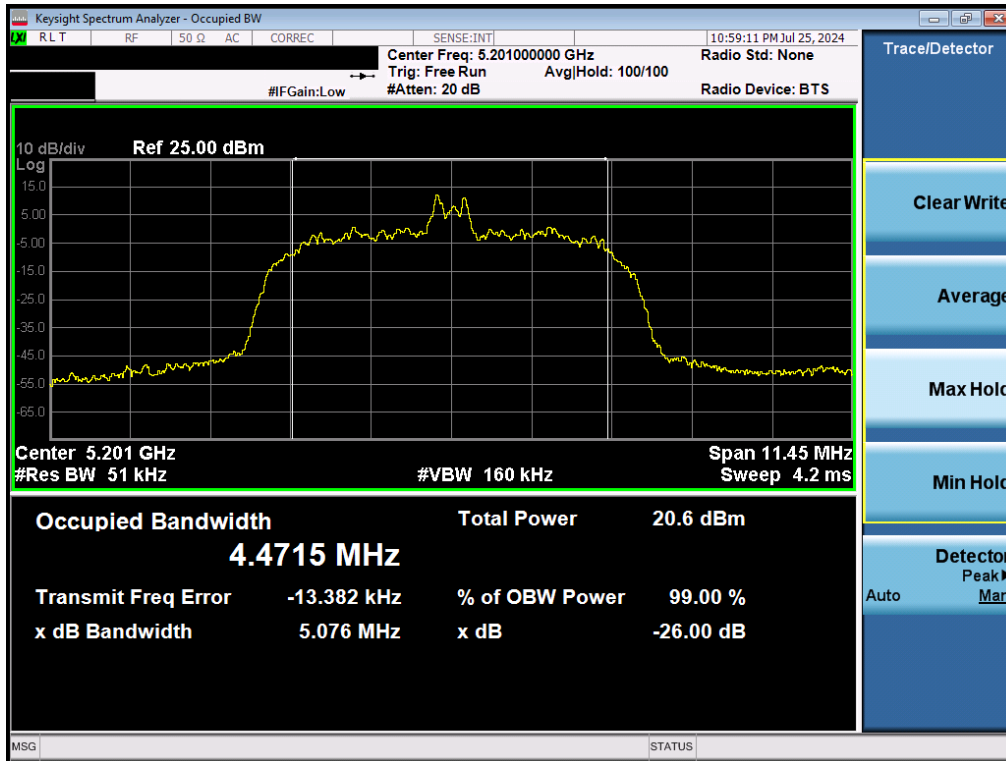 Keysight Spectrum Analyzer - Occupied BW
LXI RLT RF 50 Ω AC CORREC SENSE:INT 10:59:11 PM Jul 25, 2024
Center Freq: 5.201000000 GHz Radio Std: None
Trig: Free Run Avg|Hold: 100/100
#IFGain:Low #Atten: 20 dB Radio Device: BTS
10 dB/div Ref 25.00 dBm
Log
15.0
5.00
-5.00
-15.0
-25.0
-35.0
-45.0
-55.0
-65.0
Center 5.201 GHz Span 11.45 MHz
#Res BW 51 kHz #VBW 160 kHz Sweep 4.2 ms
Occupied Bandwidth Total Power 20.6 dBm
4.4715 MHz
Transmit Freq Error -13.382 kHz % of OBW Power 99.00 %
x dB Bandwidth 5.076 MHz x dB -26.00 dB
MSG STATUS
Trace/Detector
Clear Write
Average
Max Hold
Min Hold
Detector
Peak
Auto Man